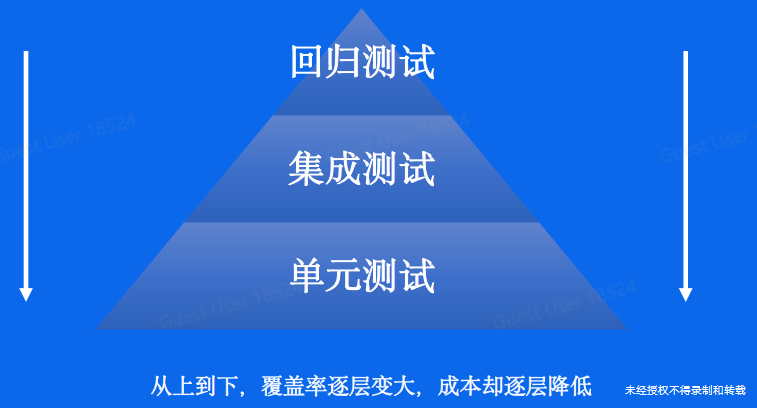 回归测试
集成测试
单元测试
从上到下，覆盖率逐层变大，成本却逐层降低
未经授权不得录制和转载
Guest User 18524
Guest User 18524
Guest User 18524
Guest User 18524
Guest User